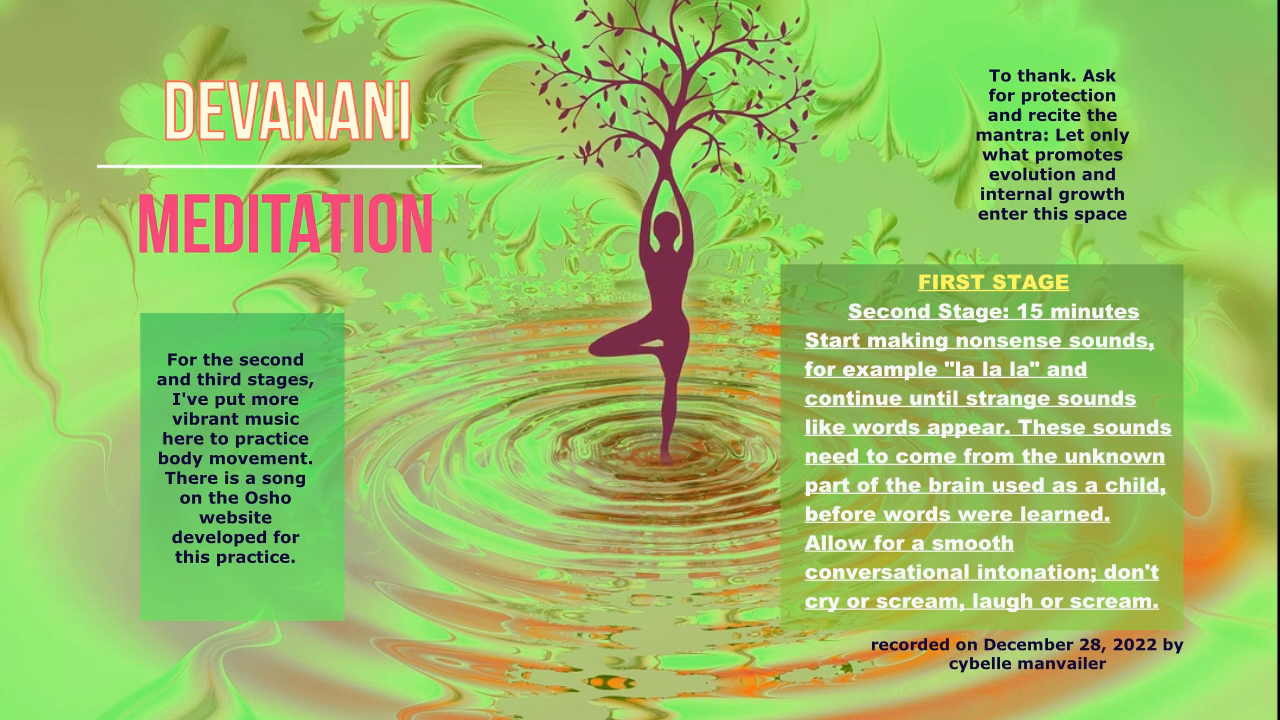 DEVANANI
MEDITATION
For the second
and third stages,
I've put more
vibrant music
here to practice
body movement.
There is a song
on the Osho
website
developed for
this practice.
To thank. Ask
for protection
and recite the
mantra: Let only
what promotes
evolution and
internal growth
enter this space
FIRST STAGE
Second Stage: 15 minutes
Start making nonsense sounds,
for example "la la la" and
continue until strange sounds
like words appear. These sounds
need to come from the unknown
part of the brain used as a child,
before words were learned.
Allow for a smooth
conversational intonation; don't
cry or scream, laugh or scream.
recorded on December 28, 2022 by
cybelle manvailer